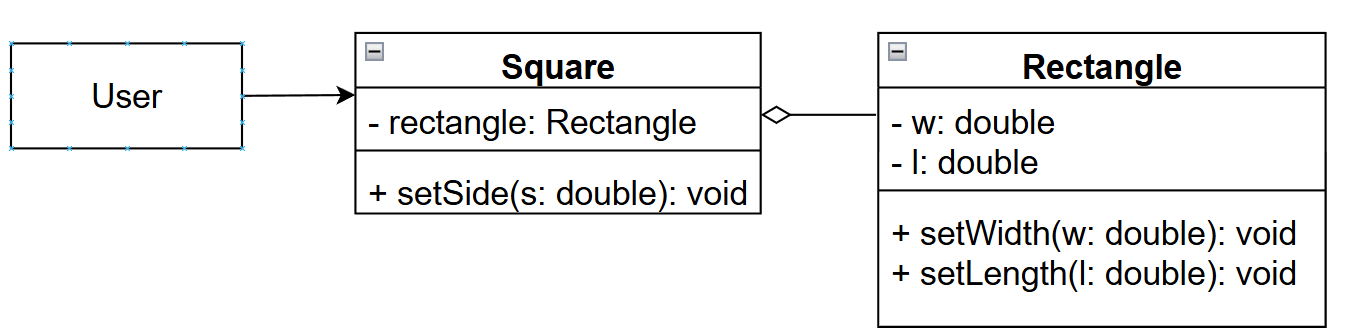 User
Square
- rectangle: Rectangle
+ setSide(s: double): void
Rectangle
- w: double
- l: double
+ setWidth(w: double): void
+ setLength(l: double): void